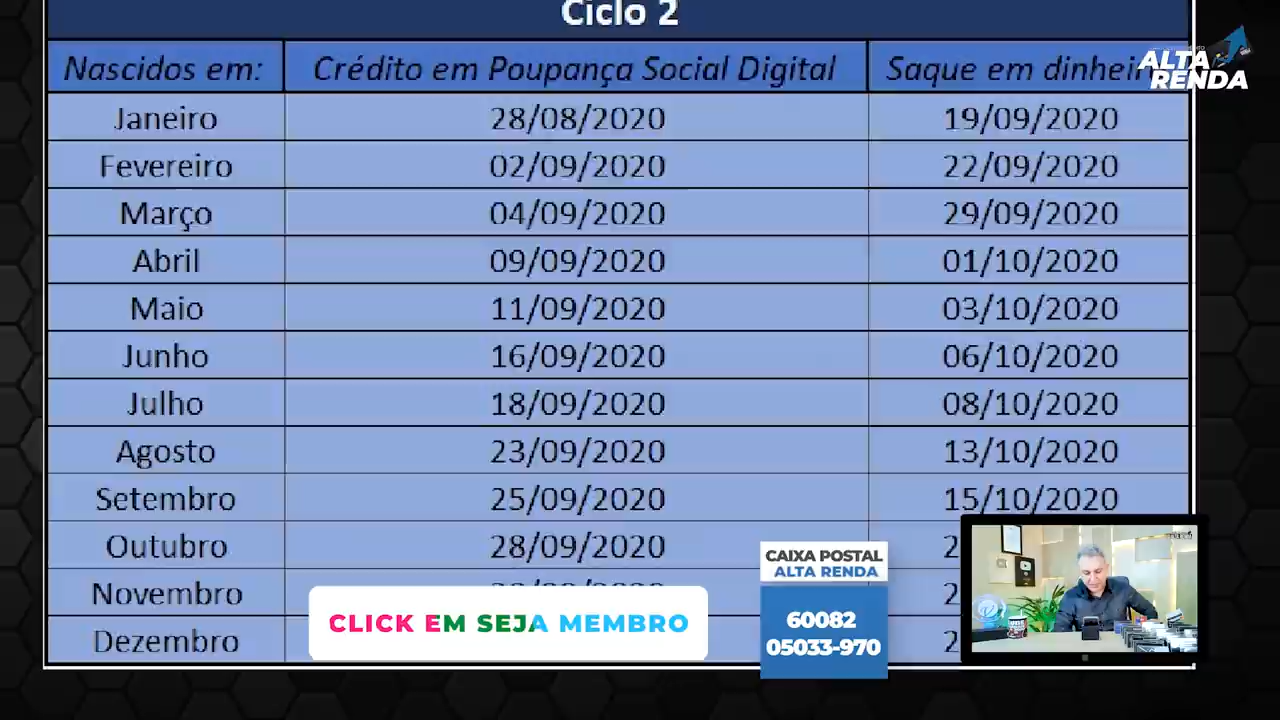 Ciclo 2
Nascidos em: Crédito em Poupança Social Digital Saque em
ALTA
RENDA
Janeiro 28/08/2020 19/09/2020
Fevereiro 02/09/2020 22/09/2020
Março 04/09/2020 29/09/2020
Abril 09/09/2020 01/10/2020
Maio 11/09/2020 03/10/2020
Junho 16/09/2020 06/10/2020
Julho 18/09/2020 08/10/2020
Agosto 23/09/2020 13/10/2020
Setembro 25/09/2020 15/10/2020
Outubro 28/09/2020 2
Novembro 2
Dezembro 2
CLICK EM SEJA MEMBRO
CAIXA POSTAL
ALTA RENDA
60082
05033-970